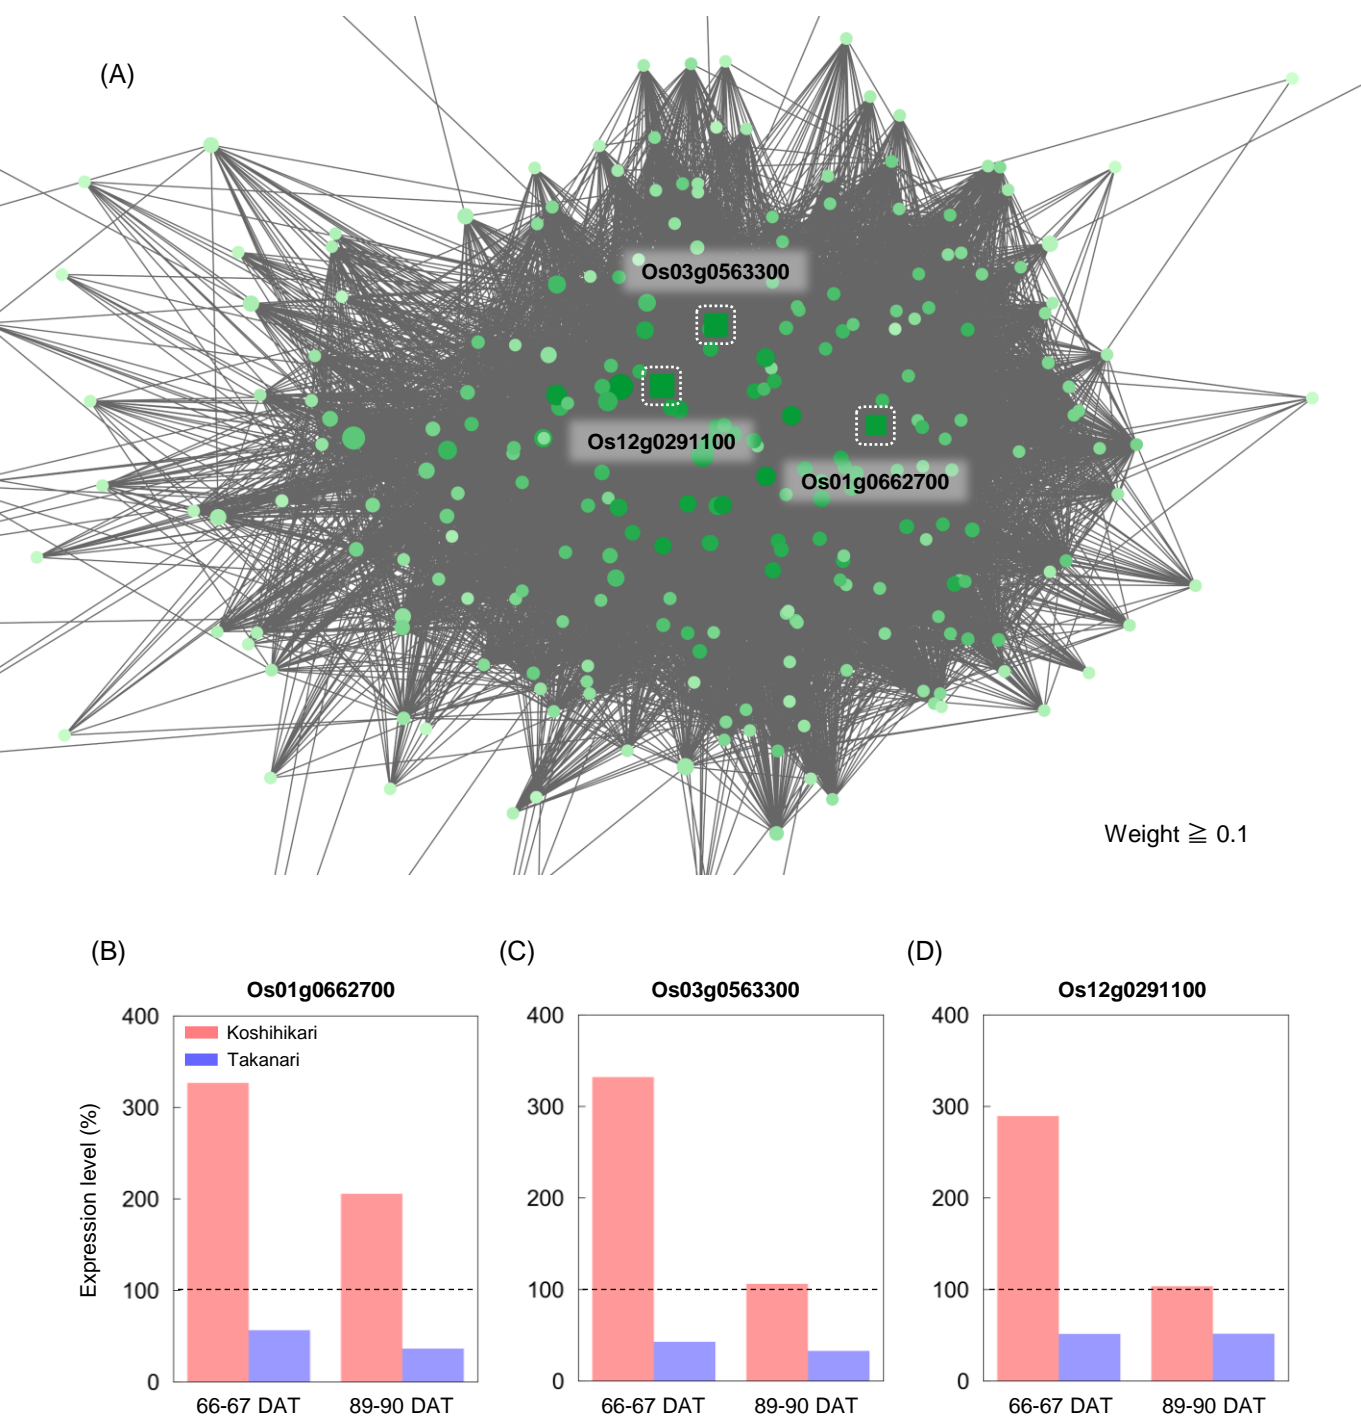 (A)
Os03g0563300
Os12g0291100
Os01g0662700
Weight ≧ 0.1
(B)
Os01g0662700
400
300
200
100
0
Expression level (%)
Koshihikari
Takanari
66-67 DAT
89-90 DAT
(C)
Os03g0563300
400
300
200
100
0
66-67 DAT
89-90 DAT
(D)
Os12g0291100
400
300
200
100
0
66-67 DAT
89-90 DAT